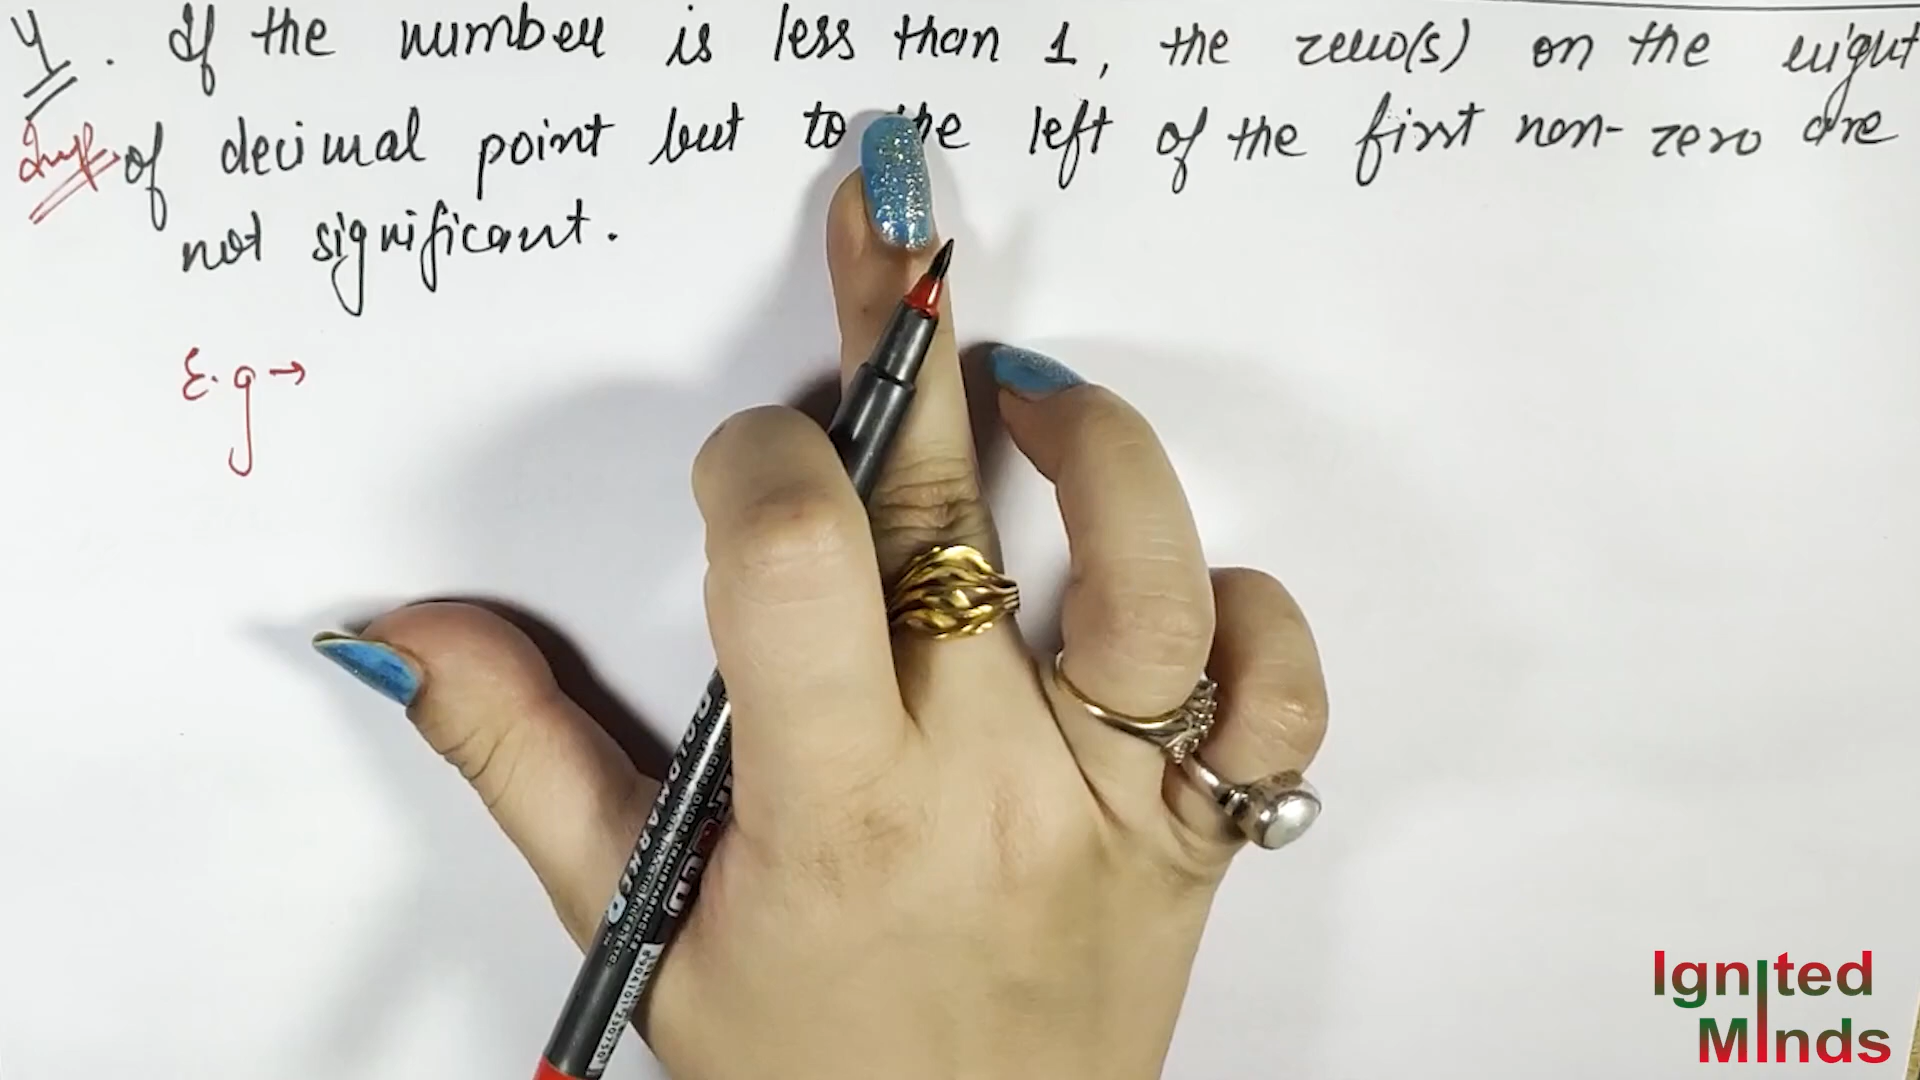 4. If the number is less than 1, the zero(s) on the right
Imp of decimal point but to the left of the first non-zero are
not significant.
E.g →
Ignited
Minds